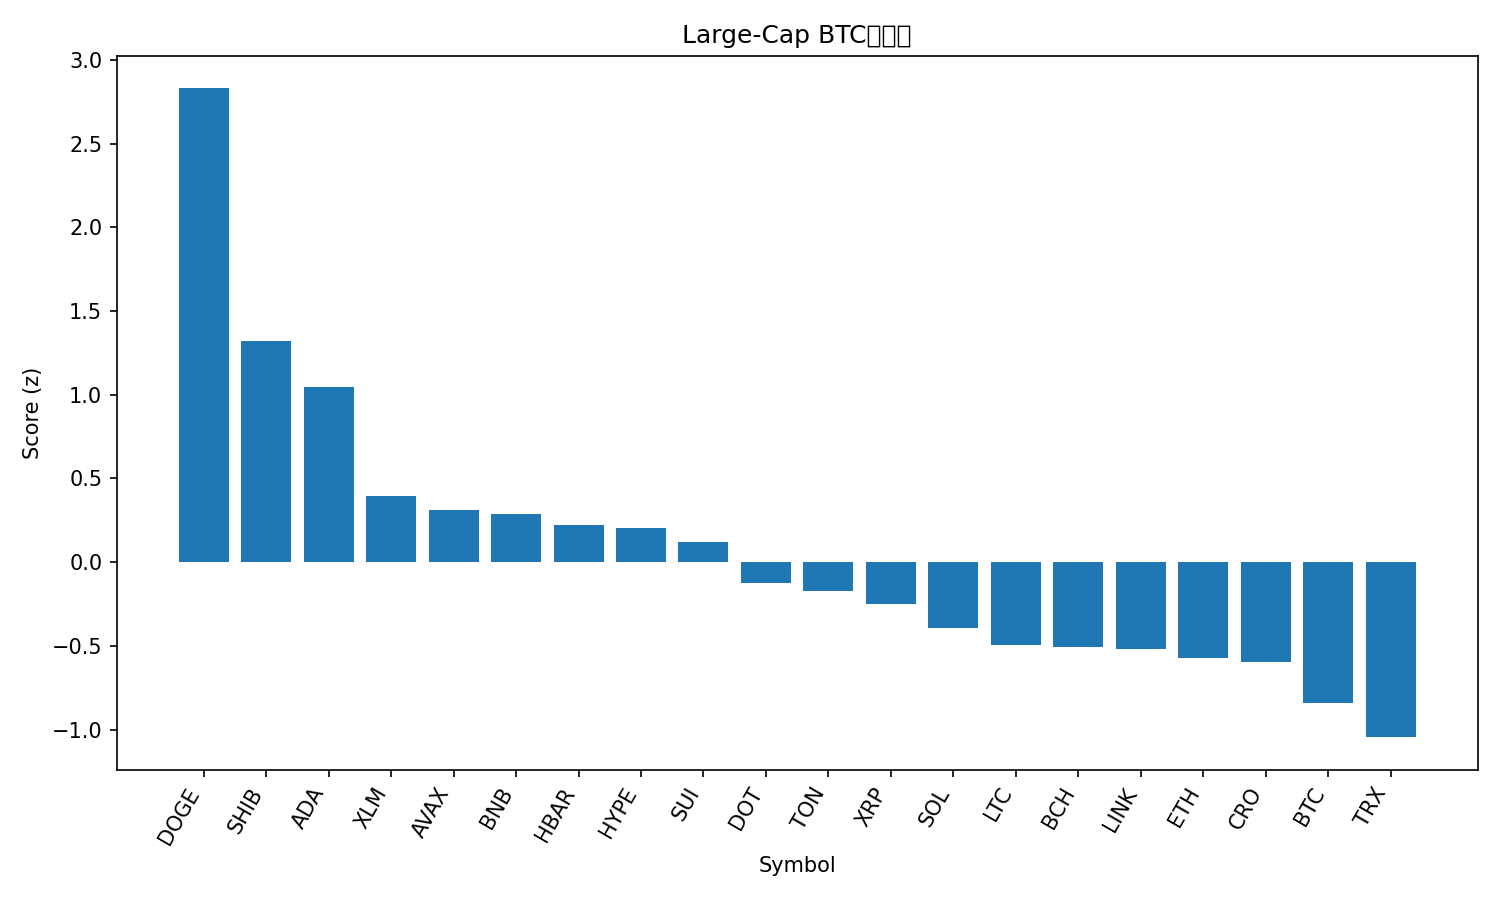 Large-Cap BTC
3.0
2.5
2.0
1.5
1.0
0.5
0.0
−0.5
−1.0
Score (z)
DOGE
SHIB
ADA
XLM
AVAX
BNB
HBAR
HYPE
SUI
DOT
TON
XRP
SOL
LTC
BCH
LINK
ETH
CRO
BTC
TRX
Symbol